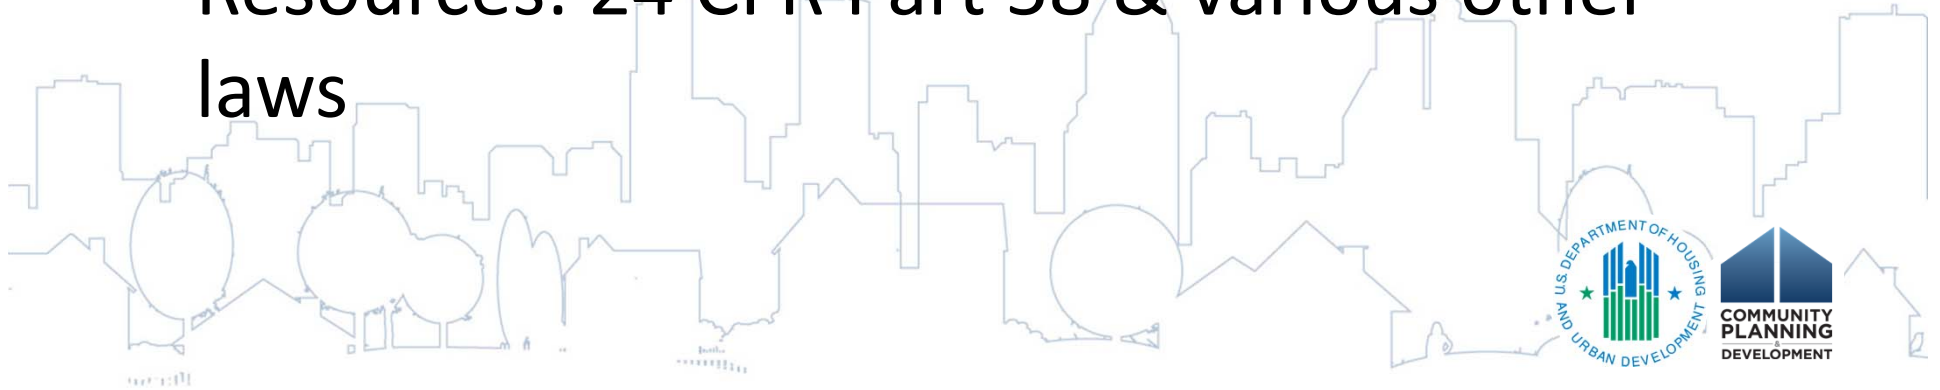 Resources: 24 CFR Part 58 & various other
laws
U.S. DEPARTMENT OF HOUSING
AND URBAN DEVELOPMENT
COMMUNITY
PLANNING
&
DEVELOPMENT